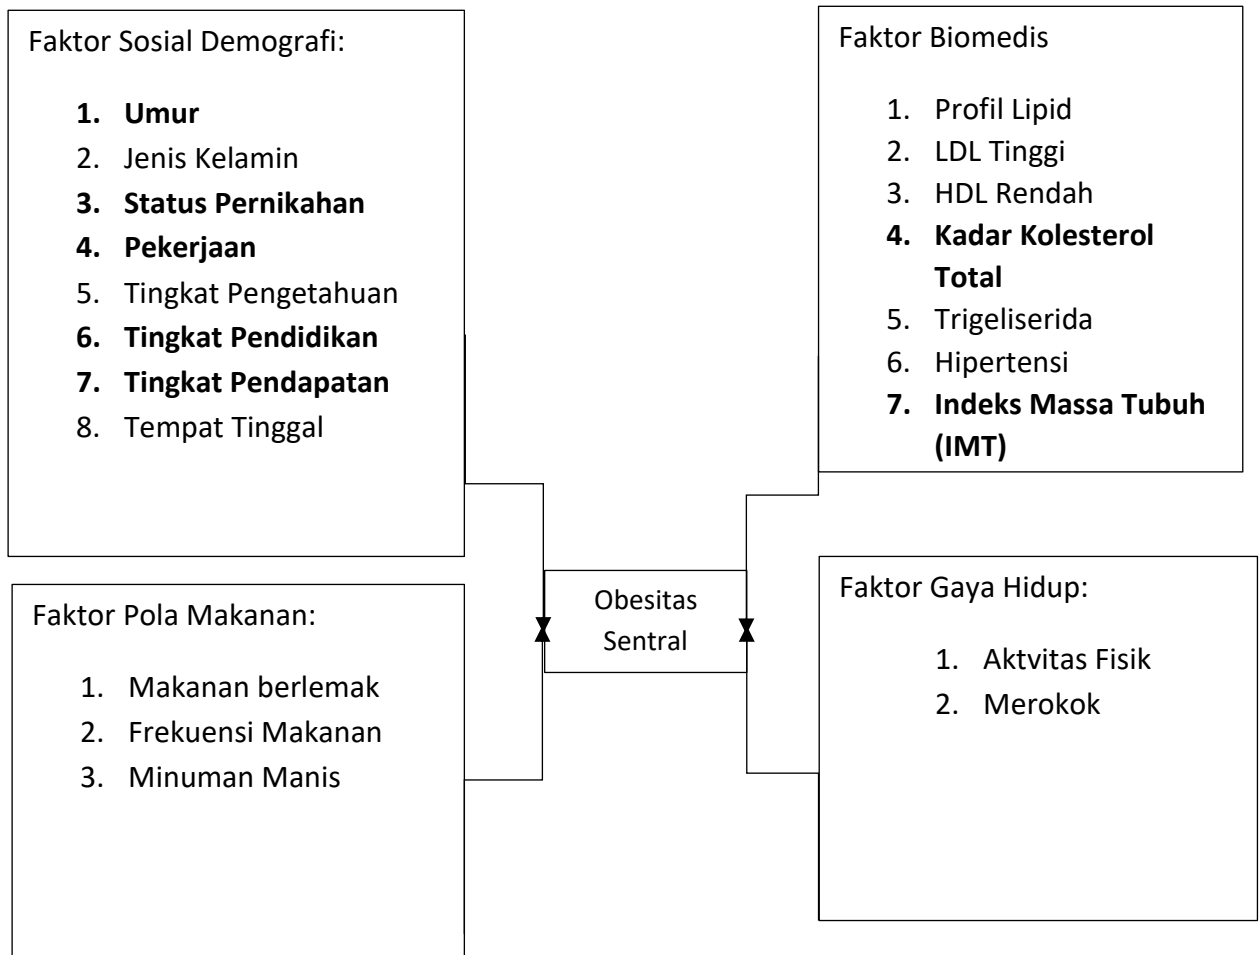 Faktor Sosial Demografi:
1. Umur
2. Jenis Kelamin
3. Status Pernikahan
4. Pekerjaan
5. Tingkat Pengetahuan
6. Tingkat Pendidikan
7. Tingkat Pendapatan
8. Tempat Tinggal
Faktor Biomedis
1. Profil Lipid
2. LDL Tinggi
3. HDL Rendah
4. Kadar Kolesterol
Total
5. Trigeliserida
6. Hipertensi
7. Indeks Massa Tubuh
(IMT)
Obesitas
Sentral
Faktor Pola Makanan:
1. Makanan berlemak
2. Frekuensi Makanan
3. Minuman Manis
Faktor Gaya Hidup:
1. Aktvitas Fisik
2. Merokok